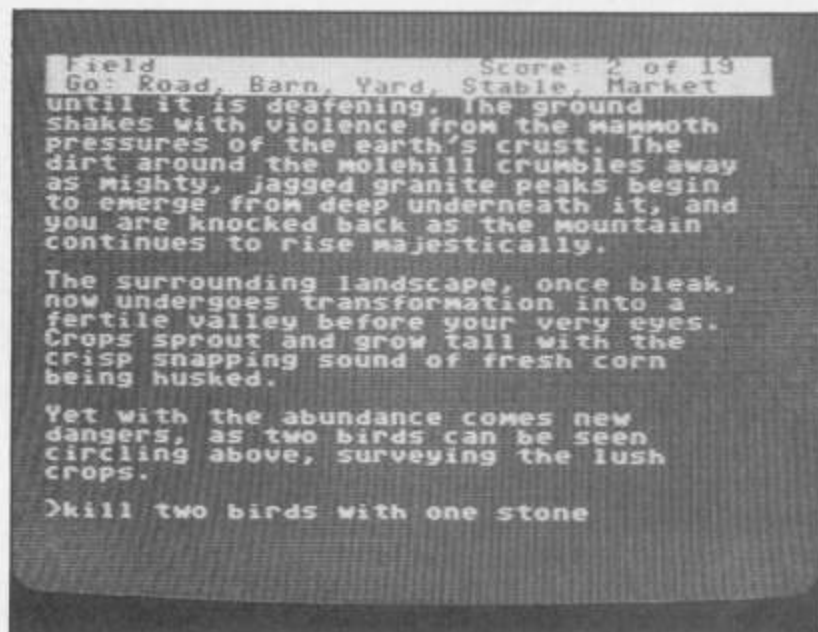 Field Score: 2 of 19
Go: Road, Barn, Yard, Stable, Market
until it is deafening. The ground
shakes with violence from the mammoth
pressures of the earth's crust. The
dirt around the molehill crumbles away
as mighty, jagged granite peaks begin
to emerge from deep underneath it, and
you are knocked back as the mountain
continues to rise majestically.
The surrounding landscape, once bleak,
now undergoes transformation into a
fertile valley before your very eyes.
Crops sprout and grow tall with the
crisp snapping sound of fresh corn
being husked.
Yet with the abundance comes new
dangers, as two birds can be seen
circling above, surveying the lush
crops.
>kill two birds with one stone